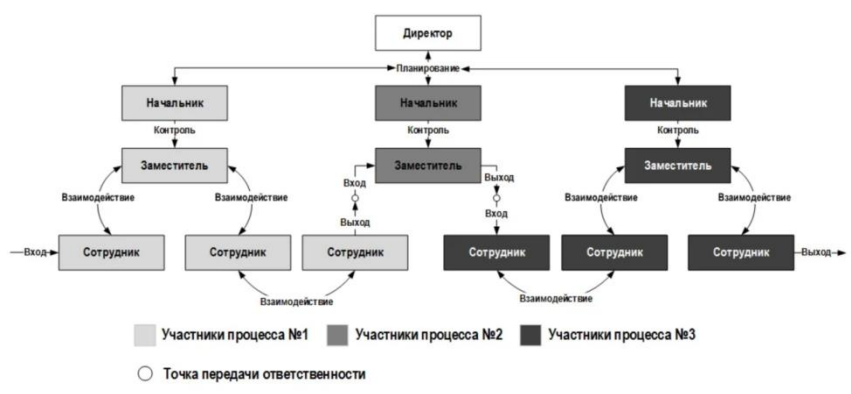 Директор
Планирование
Начальник
Начальник
Начальник
Контроль
Контроль
Контроль
Заместитель
Заместитель
Заместитель
Вход
Выход
Взаимодействие
Взаимодействие
Взаимодействие
Взаимодействие
Выход
Вход
Вход
Сотрудник
Сотрудник
Сотрудник
Сотрудник
Сотрудник
Сотрудник
Выход
Взаимодействие
Взаимодействие
Участники процесса №1
Участники процесса №2
Участники процесса №3
Точка передачи ответственности